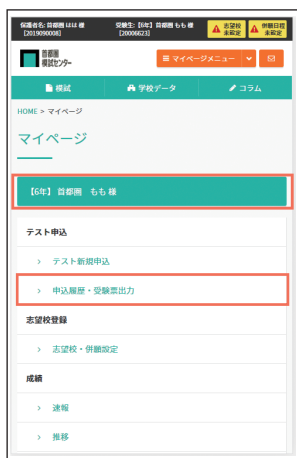 保護者名: 首都圏 はは 様
[2019090008]
受験生: 【6年】 首都圏 もも 様
[20006623]
志望校
未確定
併願日程
未確定
首都圏
模試センター
マイページメニュー
模試
学校データ
コラム
HOME > マイページ
マイページ
【6年】 首都圏 もも 様
テスト申込
> テスト新規申込
> 申込履歴・受験票出力
志望校登録
> 志望校・併願設定
成績
> 速報
> 推移